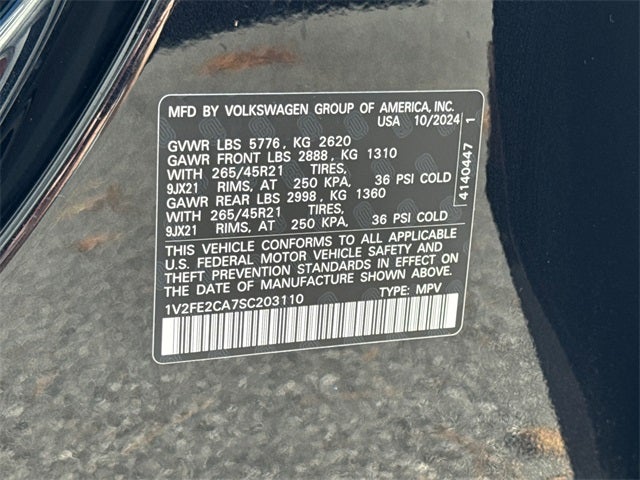 MFD BY VOLKSWAGEN GROUP OF AMERICA, INC.
USA 10/2024
GVWR LBS 5776, KG 2620
GAWR FRONT LBS 2888, KG 1310
WITH 265/45R21 TIRES,
9JX21 RIMS, AT 250 KPA, 36 PSI COLD
GAWR REAR LBS 2998, KG 1360
WITH 265/45R21 TIRES,
9JX21 RIMS, AT 250 KPA, 36 PSI COLD
THIS VEHICLE CONFORMS TO ALL APPLICABLE
U.S. FEDERAL MOTOR VEHICLE SAFETY AND
THEFT PREVENTION STANDARDS IN EFFECT ON
THE DATE OF MANUFACTURE SHOWN ABOVE.
1V2FE2CA7SC203110 TYPE: MPV
4140447 1